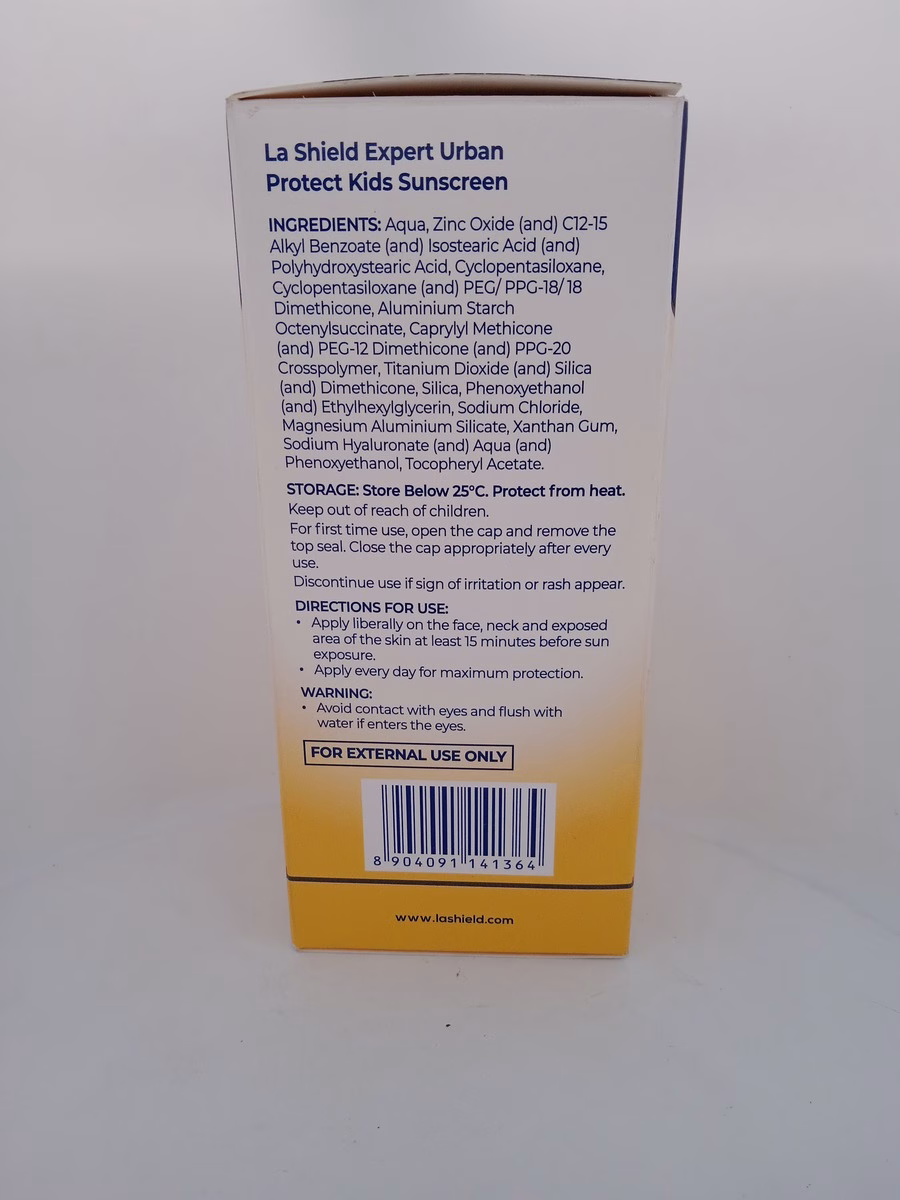 La Shield Expert Urban
Protect Kids Sunscreen
INGREDIENTS: Aqua, Zinc Oxide (and) C12-15
Alkyl Benzoate (and) Isostearic Acid (and)
Polyhydroxystearic Acid, Cyclopentasiloxane,
Cyclopentasiloxane (and) PEG/ PPG-18/ 18
Dimethicone, Aluminium Starch
Octenylsuccinate, Caprylyl Methicone
(and) PEG-12 Dimethicone (and) PPG-20
Crosspolymer, Titanium Dioxide (and) Silica
(and) Dimethicone, Silica, Phenoxyethanol
(and) Ethylhexylglycerin, Sodium Chloride,
Magnesium Aluminium Silicate, Xanthan Gum,
Sodium Hyaluronate (and) Aqua (and)
Phenoxyethanol, Tocopheryl Acetate.
STORAGE: Store Below 25°C. Protect from heat.
Keep out of reach of children.
For first time use, open the cap and remove the
top seal. Close the cap appropriately after every
use.
Discontinue use if sign of irritation or rash appear.
DIRECTIONS FOR USE:
• Apply liberally on the face, neck and exposed
area of the skin at least 15 minutes before sun
exposure.
• Apply every day for maximum protection.
WARNING:
• Avoid contact with eyes and flush with
water if enters the eyes.
FOR EXTERNAL USE ONLY
8 904091 141364
www.lashield.com